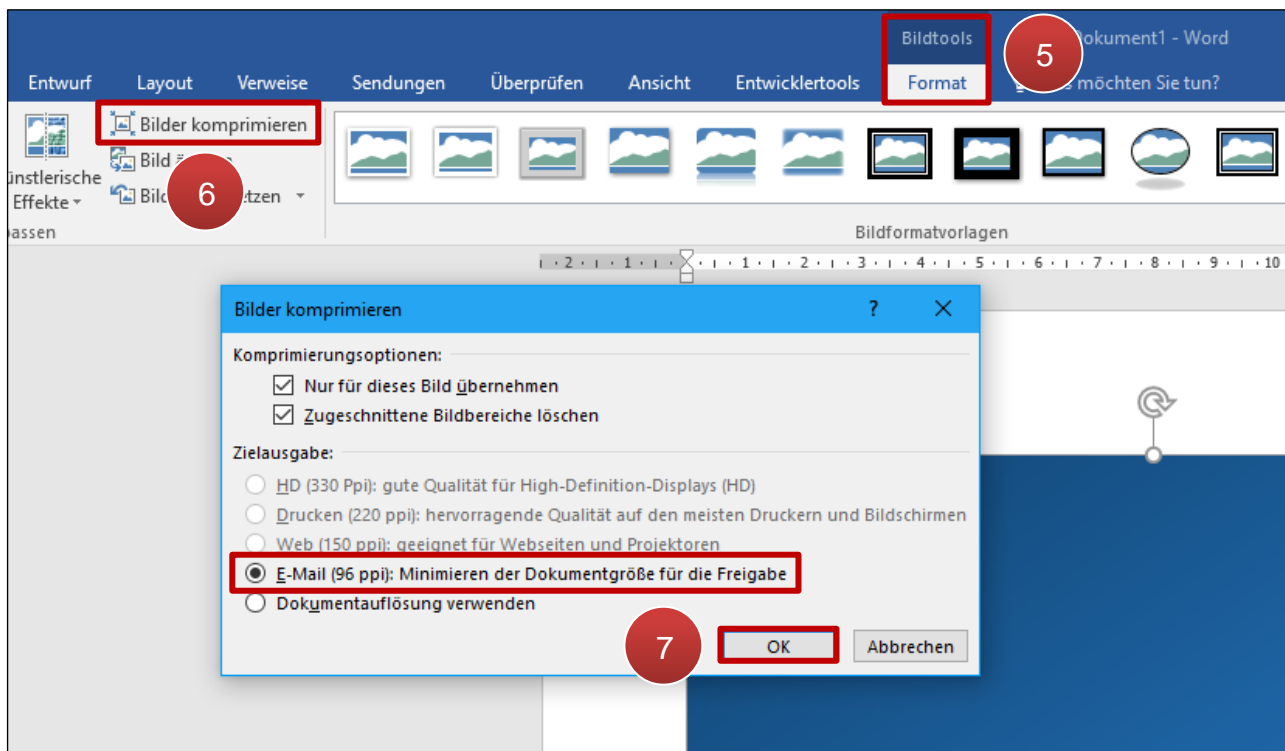 Bildtools
5
Dokument1 - Word
Entwurf Layout Verweise Sendungen Überprüfen Ansicht Entwicklertools Format möchten Sie tun?
Bilder komprimieren
Bild
ünstlerische
Effekte
6
assen
Bildformatvorlagen
2 1 1 2 3 4 5 6 7 8 9 10
Bilder komprimieren ?
Komprimierungsoptionen:
Nur für dieses Bild übernehmen
Zugeschnittene Bildbereiche löschen
Zielausgabe:
HD (330 Ppi): gute Qualität für High-Definition-Displays (HD)
Drucken (220 ppi): hervorragende Qualität auf den meisten Druckern und Bildschirmen
Web (150 ppi): geeignet für Webseiten und Projektoren
E-Mail (96 ppi): Minimieren der Dokumentgröße für die Freigabe
Dokumentauflösung verwenden
7
OK Abbrechen